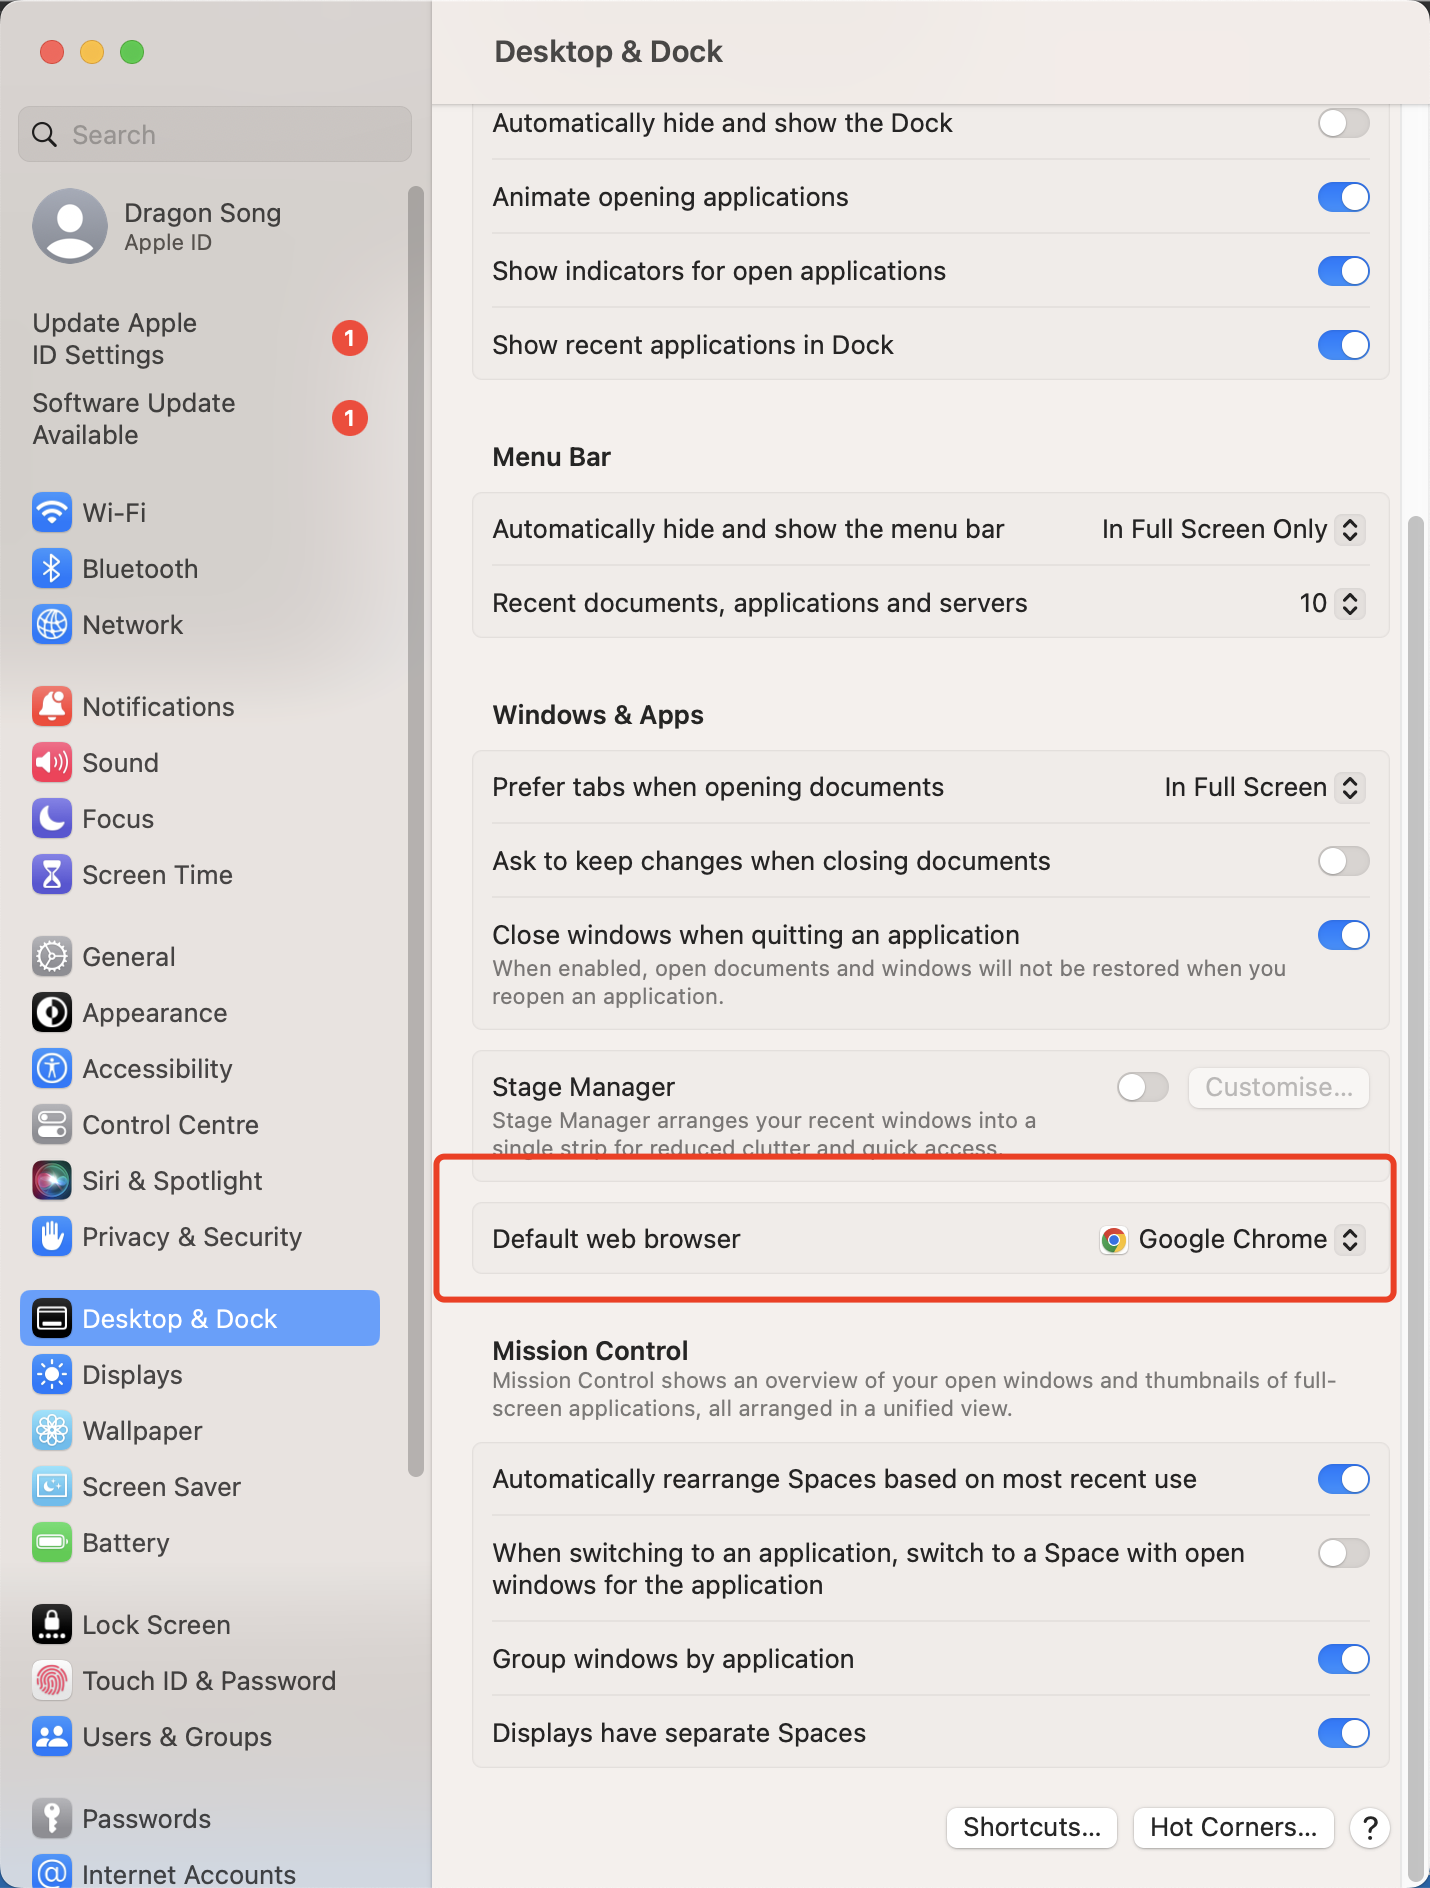 Desktop & Dock
Search
Dragon Song
Apple ID
Update Apple
ID Settings
1
Software Update
Available
1
Wi-Fi
Bluetooth
Network
Notifications
Sound
Focus
Screen Time
General
Appearance
Accessibility
Control Centre
Siri & Spotlight
Privacy & Security
Desktop & Dock
Displays
Wallpaper
Screen Saver
Battery
Lock Screen
Touch ID & Password
Users & Groups
Passwords
Internet Accounts
Automatically hide and show the Dock
Animate opening applications
Show indicators for open applications
Show recent applications in Dock
Menu Bar
Automatically hide and show the menu bar In Full Screen Only
Recent documents, applications and servers 10
Windows & Apps
Prefer tabs when opening documents In Full Screen
Ask to keep changes when closing documents
Close windows when quitting an application
When enabled, open documents and windows will not be restored when you
reopen an application.
Stage Manager Customise...
Stage Manager arranges your recent windows into a
single strip for reduced clutter and quick access.
Default web browser Google Chrome
Mission Control
Mission Control shows an overview of your open windows and thumbnails of full-
screen applications, all arranged in a unified view.
Automatically rearrange Spaces based on most recent use
When switching to an application, switch to a Space with open
windows for the application
Group windows by application
Displays have separate Spaces
Shortcuts... Hot Corners... ?